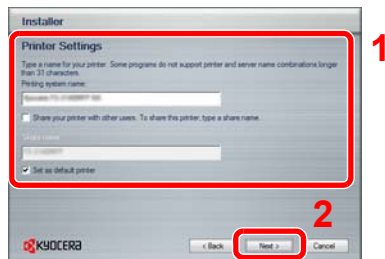 Installer
Printer Settings
1
Type a name for your printer. Some programs do not support printer and server name combinations longer
than 31 characters.
Printing system name:
Share your printer with other users. To share this printer, type a share name.
Share name:
Set as default printer
2
KYOCERA
< Back
Next >
Cancel